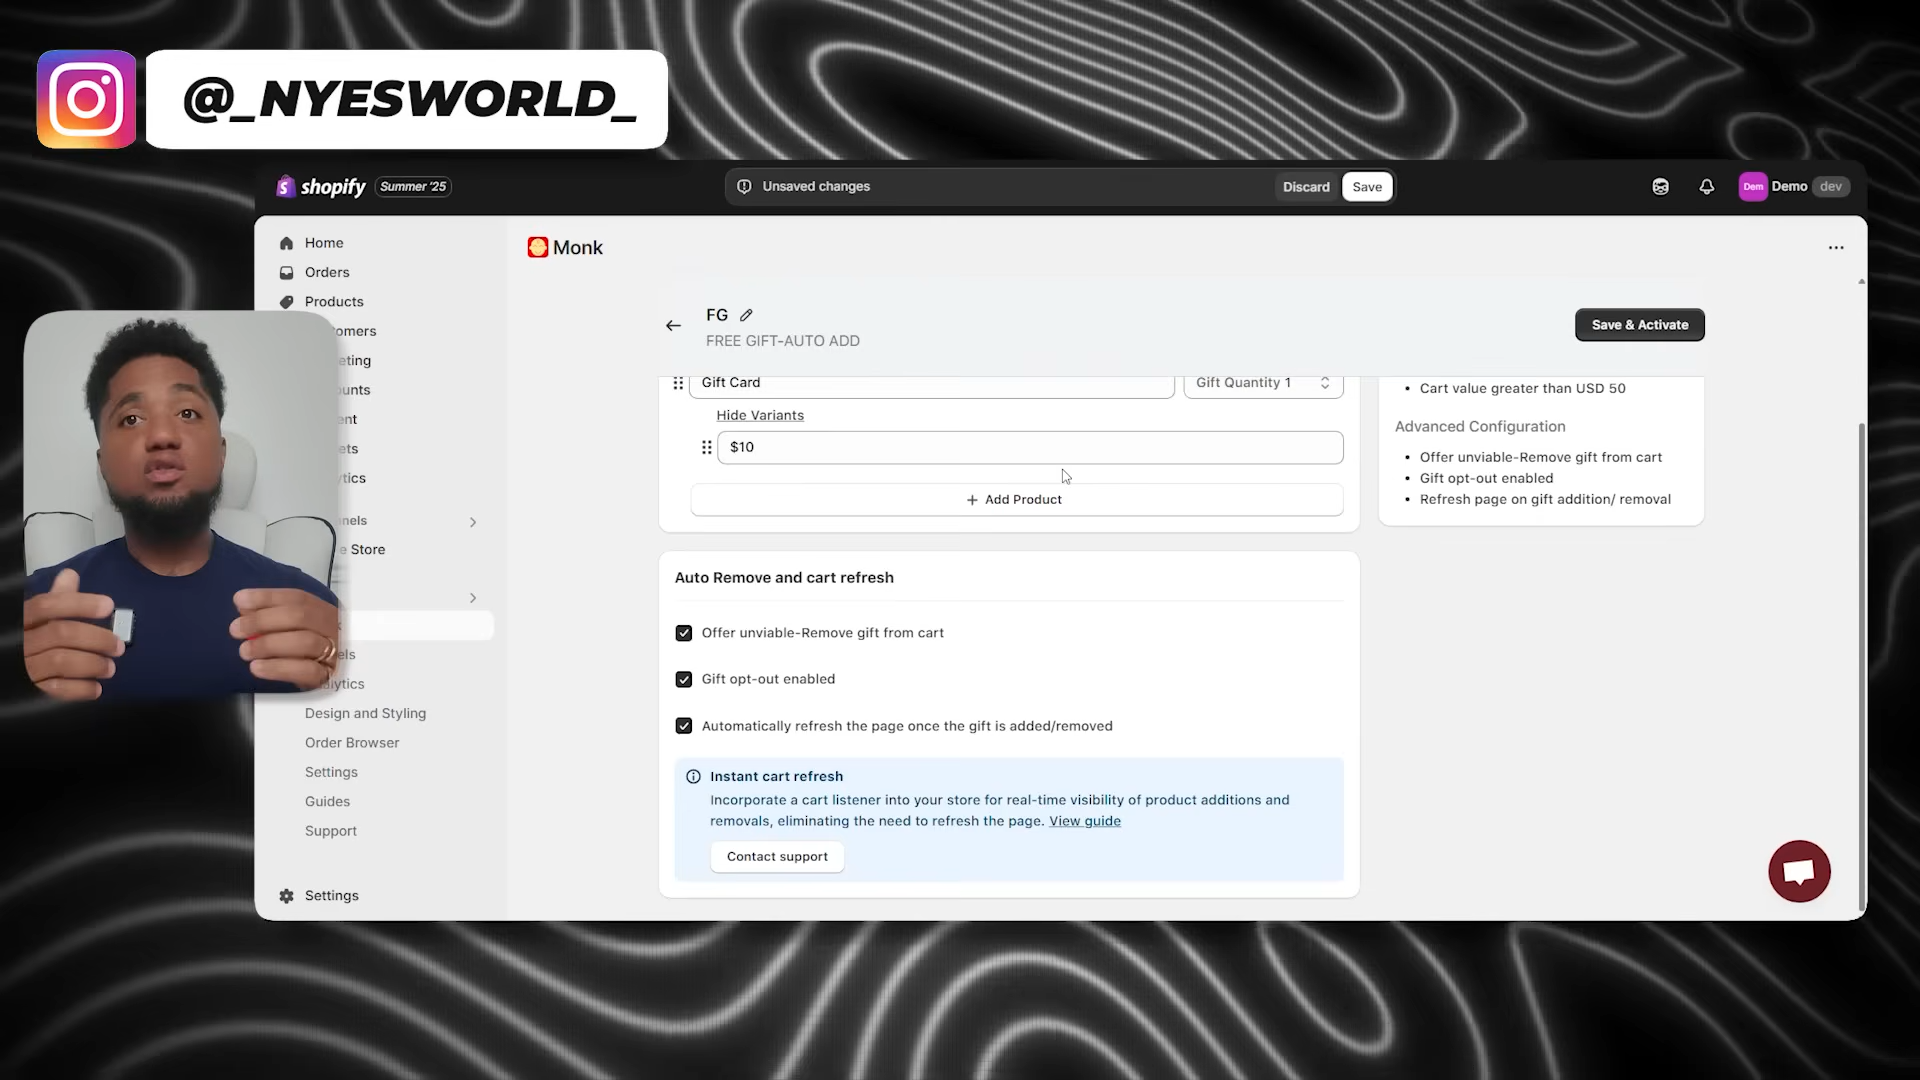 @_NYESWORLD_
shopify Summer '25
Unsaved changes
Discard
Save
Dem
Demo
dev
Home
Orders
Products
Settings
Monk
FG
FREE GIFT-AUTO ADD
Save & Activate
Gift Card
Gift Quantity 1
Hide Variants
$10
+ Add Product
Cart value greater than USD 50
Advanced Configuration
Offer unviable-Remove gift from cart
Gift opt-out enabled
Refresh page on gift addition/ removal
Auto Remove and cart refresh
Offer unviable-Remove gift from cart
Gift opt-out enabled
Automatically refresh the page once the gift is added/removed
Instant cart refresh
Incorporate a cart listener into your store for real-time visibility of product additions and
removals, eliminating the need to refresh the page. View guide
Contact support
Store
Design and Styling
Order Browser
Settings
Guides
Support